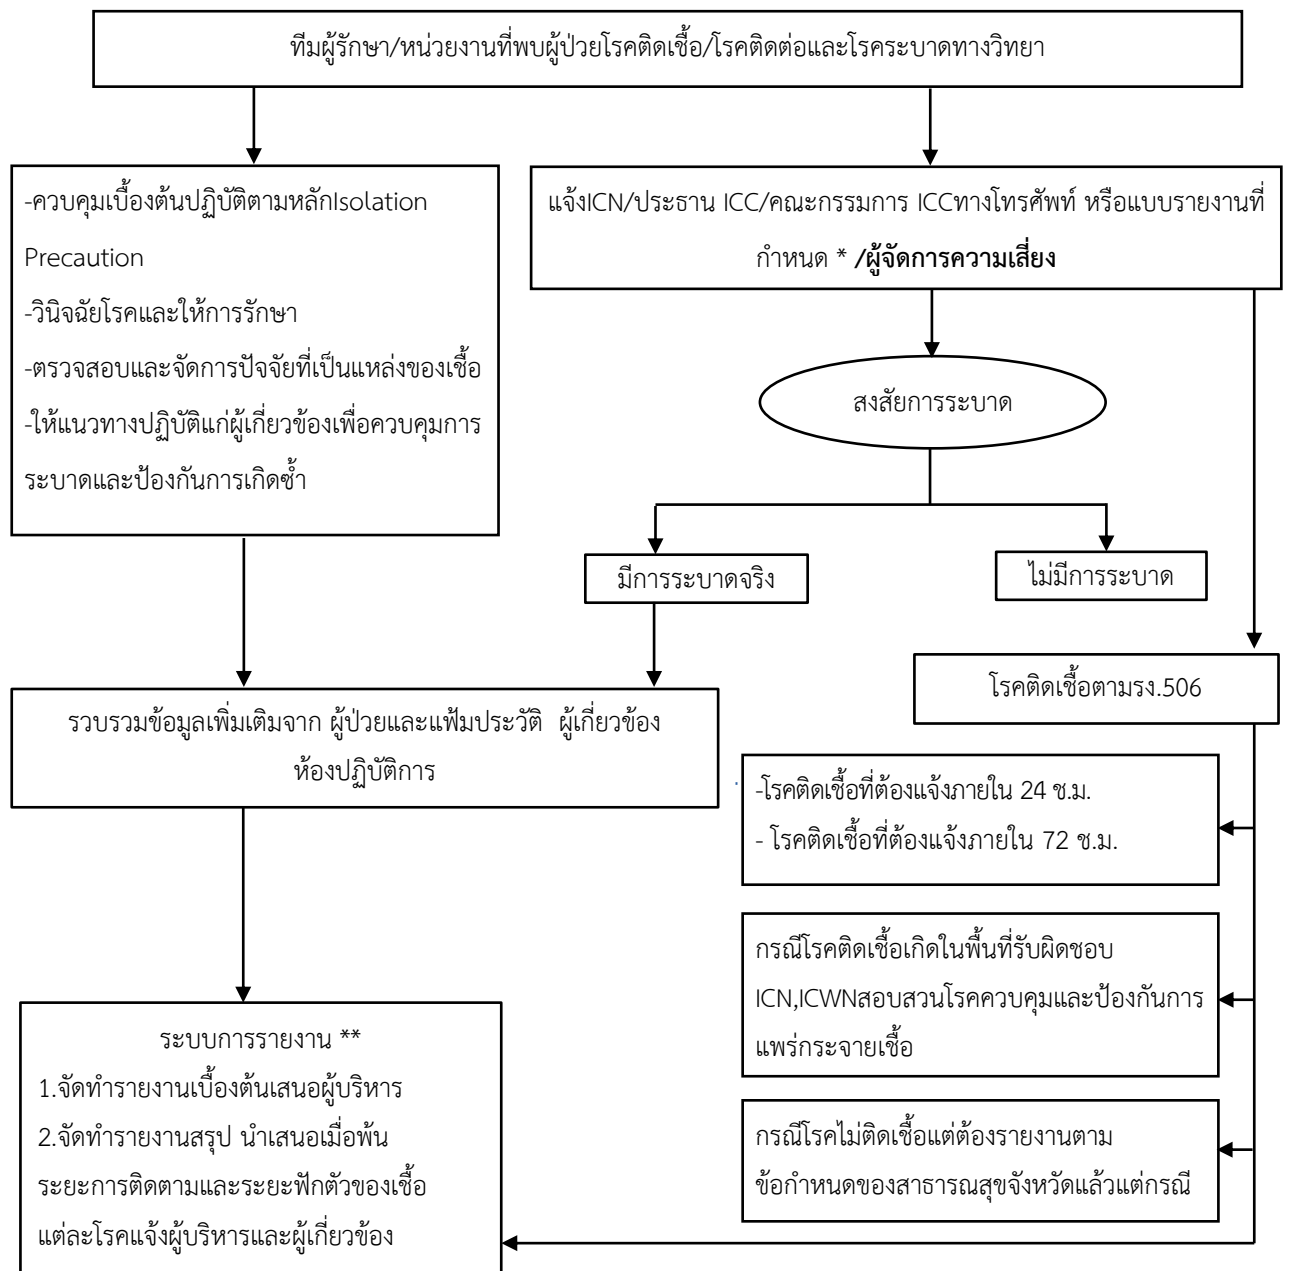 ทีมผู้รักษา/หน่วยงานที่พบผู้ป่วยโรคติดเชื้อ/โรคติดต่อและโรคระบาดทางวิทยา
-ควบคุมเบื้องต้นปฏิบัติตามหลักIsolation
Precaution
-วินิจฉัยโรคและให้การรักษา
-ตรวจสอบและจัดการปัจจัยที่เป็นแหล่งของเชื้อ
-ให้แนวทางปฏิบัติแก่ผู้เกี่ยวข้องเพื่อควบคุมการ
ระบาดและป้องกันการเกิดซ้ำ
แจ้งICN/ประธาน ICC/คณะกรรมการ ICCทางโทรศัพท์ หรือแบบรายงานที่
กำหนด * /ผู้จัดการความเสี่ยง
สงสัยการระบาด
มีการระบาดจริง
ไม่มีการระบาด
โรคติดเชื้อตามรง.506
รวบรวมข้อมูลเพิ่มเติมจาก ผู้ป่วยและแฟ้มประวัติ ผู้เกี่ยวข้อง
ห้องปฏิบัติการ
-โรคติดเชื้อที่ต้องแจ้งภายใน 24 ช.ม.
- โรคติดเชื้อที่ต้องแจ้งภายใน 72 ช.ม.
กรณีโรคติดเชื้อเกิดในพื้นที่รับผิดชอบ
ICN,ICWNสอบสวนโรคควบคุมและป้องกันการ
แพร่กระจายเชื้อ
กรณีโรคไม่ติดเชื้อแต่ต้องรายงานตาม
ข้อกำหนดของสาธารณสุขจังหวัดแล้วแต่กรณี
ระบบการรายงาน **
1.จัดทำรายงานเบื้องต้นเสนอผู้บริหาร
2.จัดทำรายงานสรุป นำเสนอเมื่อพ้น
ระยะการติดตามและระยะฟักตัวของเชื้อ
แต่ละโรคแจ้งผู้บริหารและผู้เกี่ยวข้อง